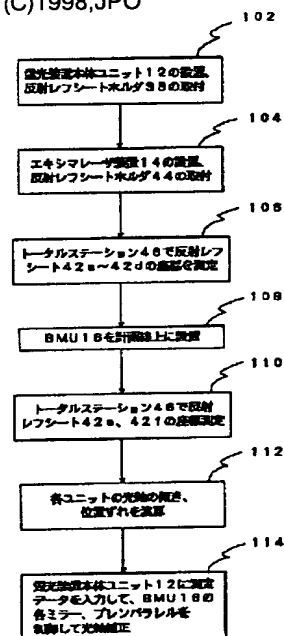 (C)1998,JPO
102
露光装置本体ユニット12の設置、
反射レフシートホルダ38の取付
104
エキシマレーザ装置14の設置、
反射レフシートホルダ44の取付
106
トータルステーション46で反射レフ
シート42a〜42dの座標を測定
108
BMU16を計画線上に設置
110
トータルステーション46で反射
レフシート42e、42fの座標測定
112
各ユニットの光軸の傾き、
位置ずれを演算
114
露光装置本体ユニット12に測定
データを入力して、BMU16の
各ミラー、プレンパラレルを
制御して光軸補正